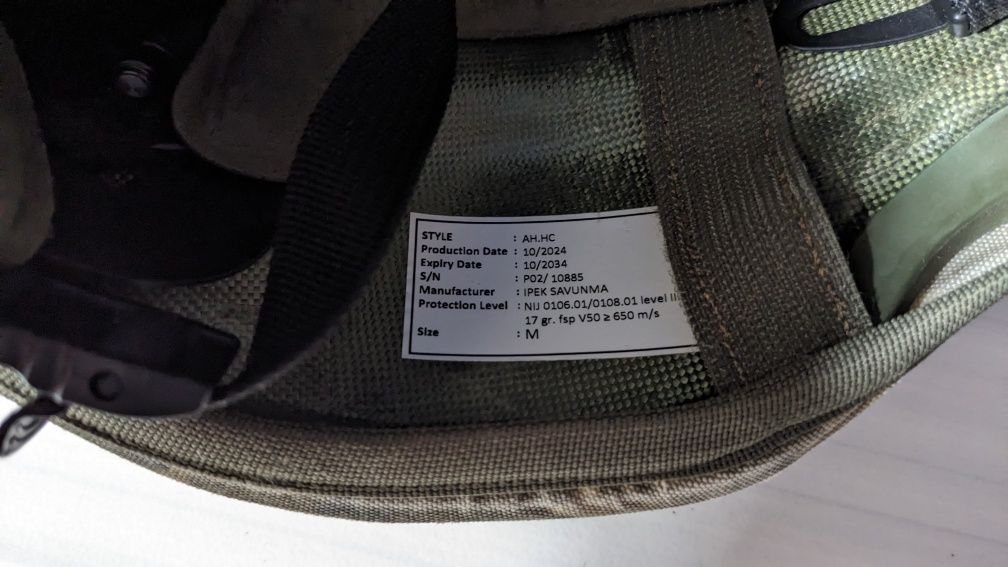 STYLE : AH.HC
Production Date : 10/2024
Expiry Date : 10/2034
S/N : P02/ 10885
Manufacturer : IPEK SAVUNMA
Protection Level : NIJ 0106.01/0108.01 level
17 gr. fsp V50 ≥ 650 m/s
Size : M